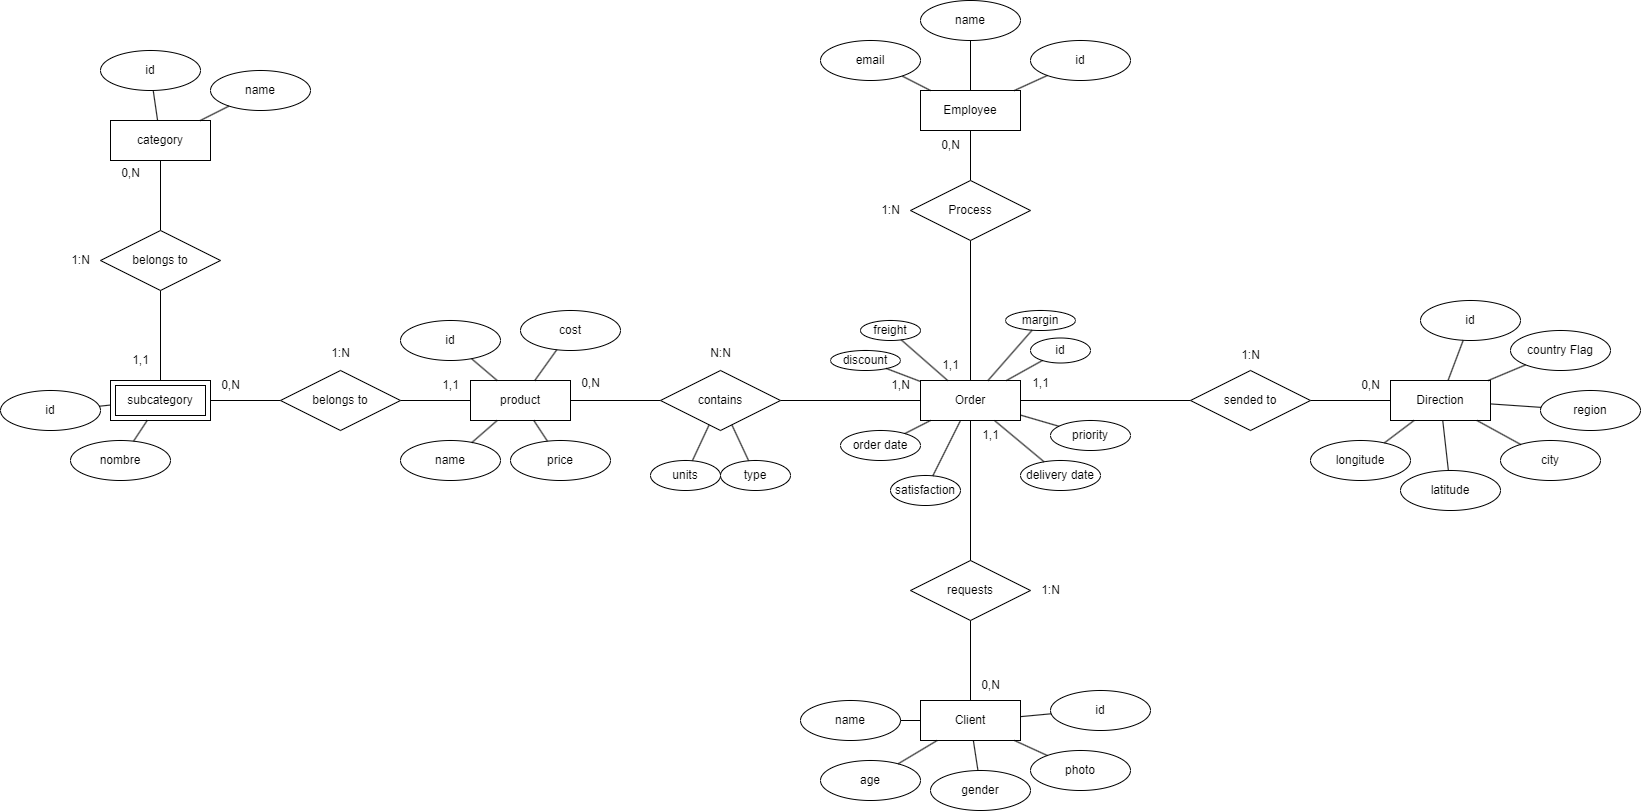 name
email
id
Employee
0,N
Process
1:N
id
name
category
0,N
belongs to
1:N
1,1
subcategory
id
nombre
0,N
1:N
belongs to
1,1
id
cost
product
name
price
0,N
N:N
contains
units
type
freight
discount
1,N
1,1
margin
id
1,1
Order
order date
satisfaction
1,1
delivery date
priority
1:N
sent to
0,N
id
country Flag
Direction
region
longitude
latitude
city
requests
1:N
0,N
name
Client
id
age
gender
photo